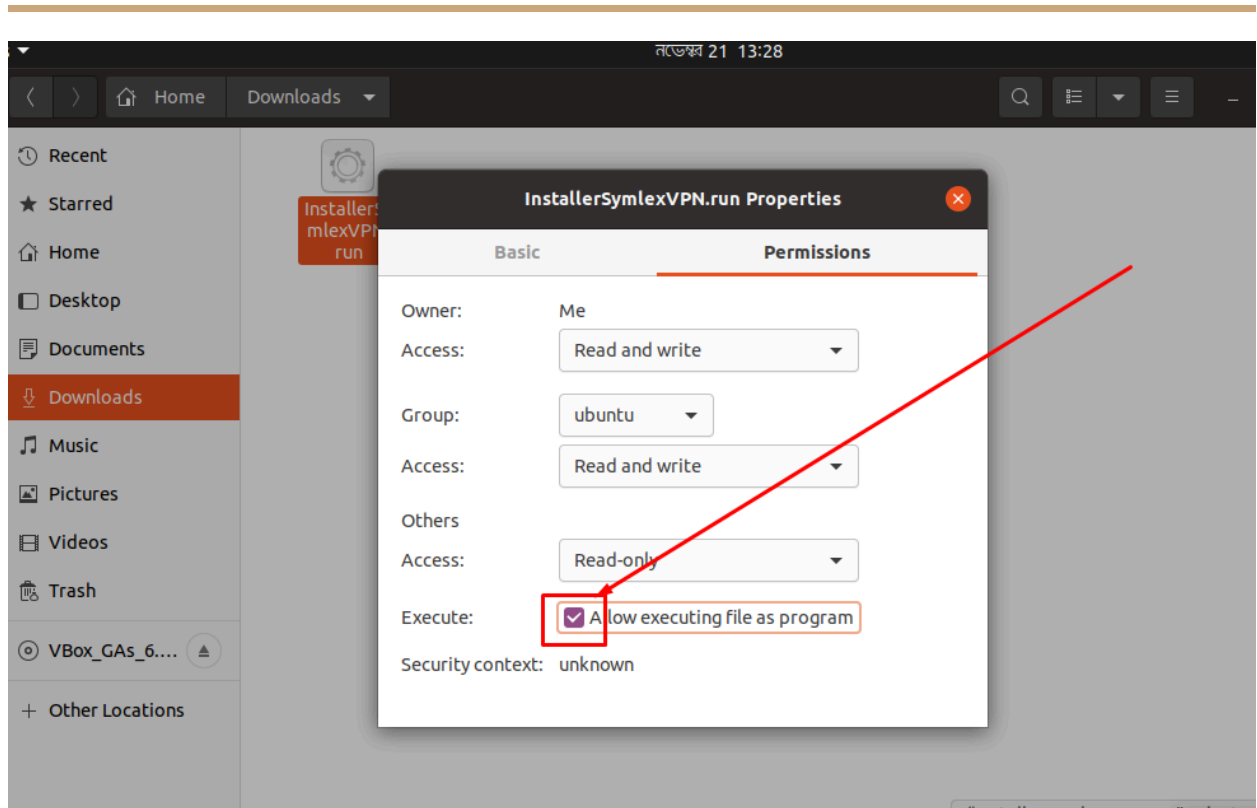 নভেম্বর 21 13:28
Home Downloads
Recent
Starred
Home
Desktop
Documents
Downloads
Music
Pictures
Videos
Trash
VBox_GAs_6....
Other Locations
InstallerS
mlexVPN
run
InstallerSymlexVPN.run Properties
Basic Permissions
Owner: Me
Access: Read and write
Group: ubuntu
Access: Read and write
Others
Access: Read-only
Execute: Allow executing file as program
Security context: unknown